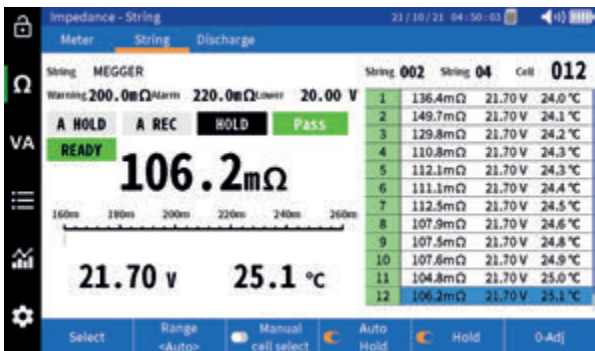 Impedance - String 21/10/21 04:50:03
Meter String Discharge
String MEGGER String 002 String 04 Cell 012
Warning 200.0mΩ Alarm 220.0mΩ Lower 20.00 V
A HOLD A REC HOLD Pass
READY
106.2mΩ
160m 180m 200m 220m 240m 260m
21.70 V 25.1 °C
1 136.4mΩ 21.70 V 24.0 °C
2 149.7mΩ 21.70 V 24.1 °C
3 129.8mΩ 21.70 V 24.2 °C
4 110.8mΩ 21.70 V 24.3 °C
5 112.1mΩ 21.70 V 24.3 °C
6 111.1mΩ 21.70 V 24.4 °C
7 112.5mΩ 21.70 V 24.5 °C
8 107.9mΩ 21.70 V 24.6 °C
9 107.5mΩ 21.70 V 24.8 °C
10 107.6mΩ 21.70 V 24.9 °C
11 104.8mΩ 21.70 V 25.0 °C
12 106.2mΩ 21.70 V 25.1 °C
Ω
VA
Select Range <Auto> Manual cell select Auto Hold Hold 0-Adj